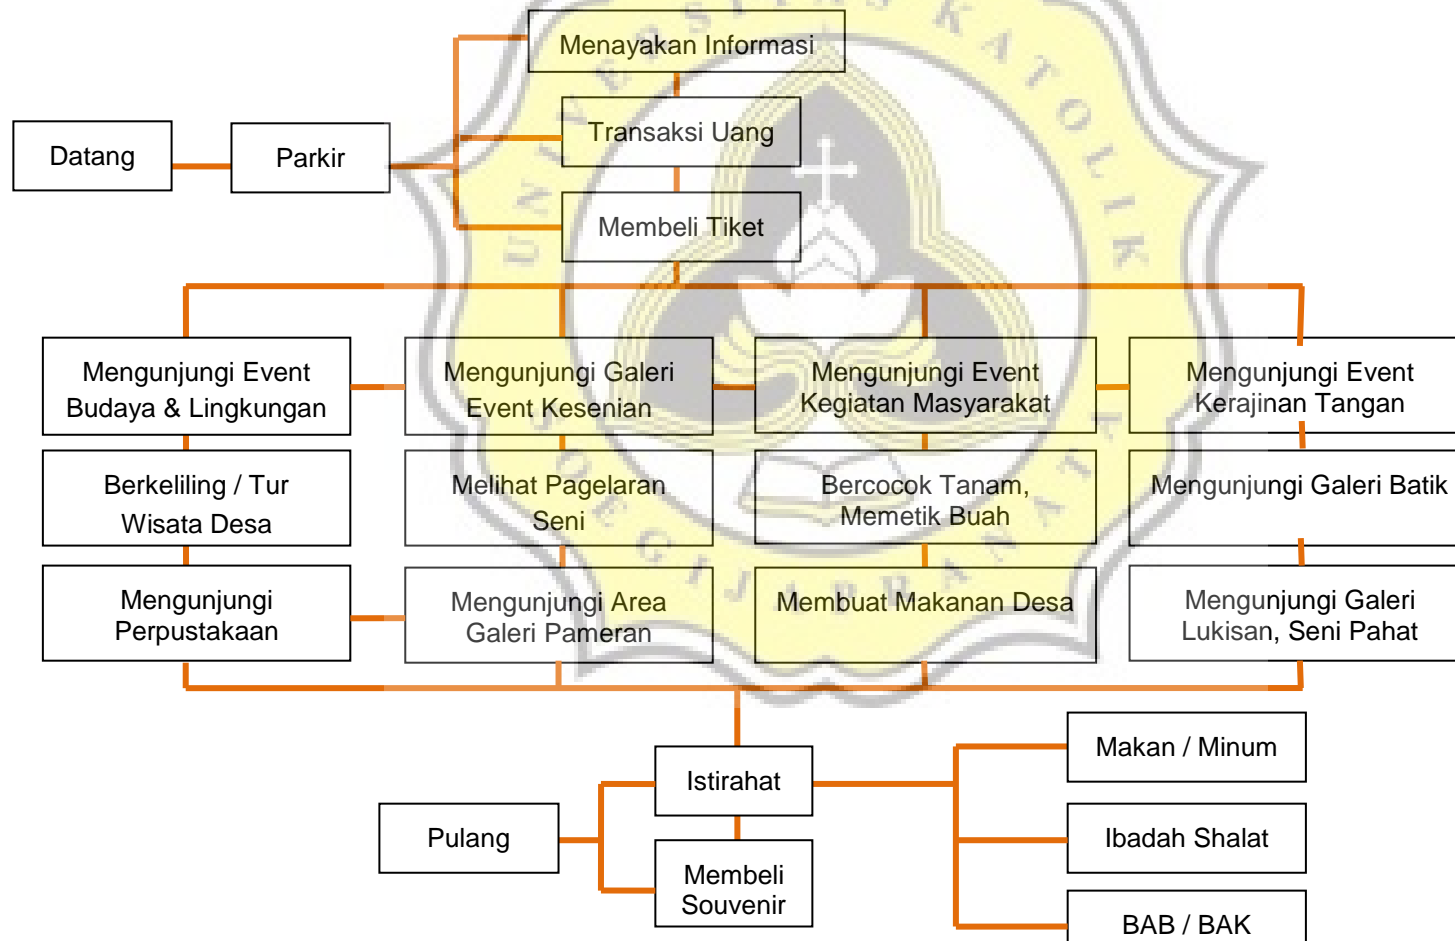 UNIVERSITAS KATOLIK
SOEGIJAPRANATA
Menayakan Informasi
Transaksi Uang
Datang
Parkir
Membeli Tiket
Mengunjungi Event
Budaya & Lingkungan
Mengunjungi Galeri
Event Kesenian
Mengunjungi Event
Kegiatan Masyarakat
Mengunjungi Event
Kerajinan Tangan
Berkeliling / Tur
Wisata Desa
Melihat Pagelaran
Seni
Bercocok Tanam,
Memetik Buah
Mengunjungi Galeri Batik
Mengunjungi
Perpustakaan
Mengunjungi Area
Galeri Pameran
Membuat Makanan Desa
Mengunjungi Galeri
Lukisan, Seni Pahat
Istirahat
Makan / Minum
Pulang
Ibadah Shalat
Membeli
Souvenir
BAB / BAK